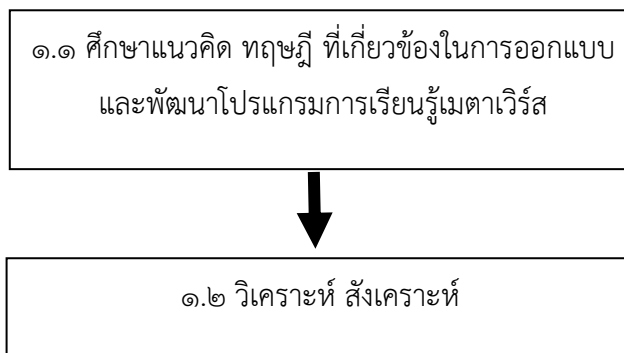 ๑.๑ ศึกษาแนวคิด ทฤษฎี ที่เกี่ยวข้องในการออกแบบ
และพัฒนาโปรแกรมการเรียนรู้เมตาเวิร์ส
๑.๒ วิเคราะห์ สังเคราะห์